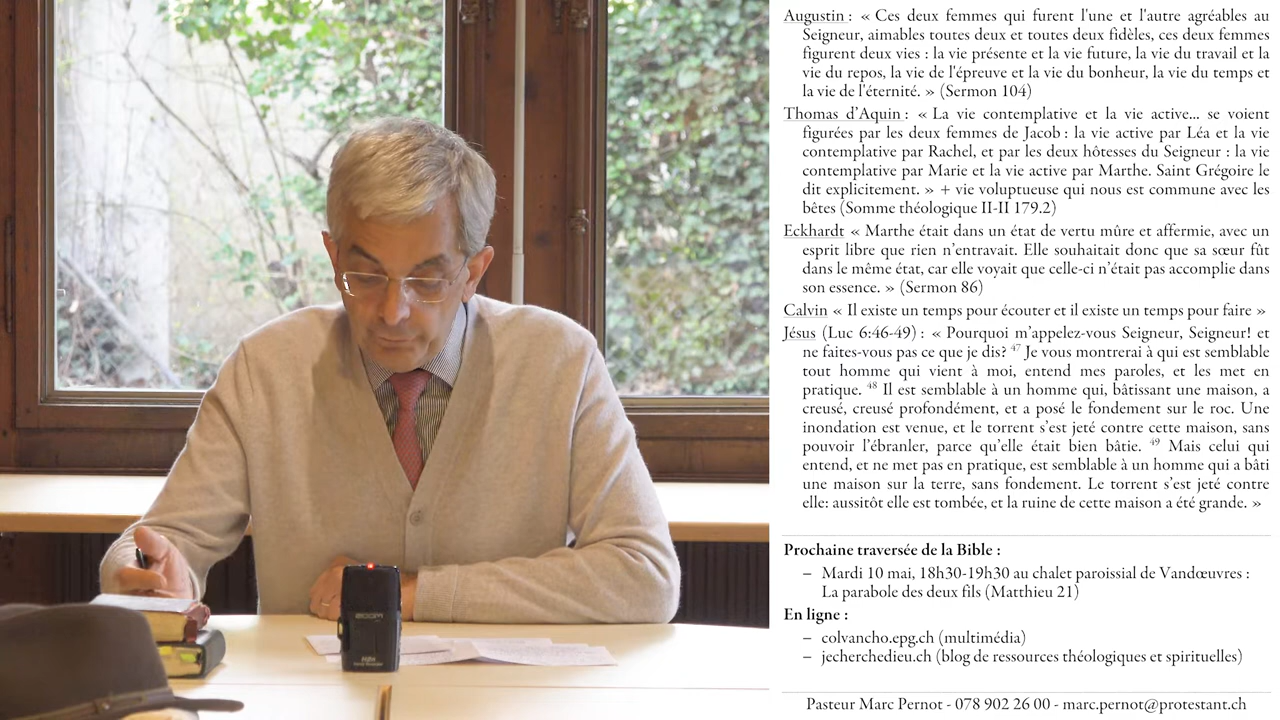 Augustin : « Ces deux femmes qui furent l'une et l'autre agréables au
Seigneur, aimables toutes deux et toutes deux fidèles, ces deux femmes
figurent deux vies : la vie présente et la vie future, la vie du travail et la
vie du repos, la vie de l'épreuve et la vie du bonheur, la vie du temps et
la vie de l'éternité. » (Sermon 104)
Thomas d'Aquin : « La vie contemplative et la vie active... se voient
figurées par les deux femmes de Jacob : la vie active par Léa et la vie
contemplative par Rachel, et par les deux hôtesses du Seigneur : la vie
contemplative par Marie et la vie active par Marthe. Saint Grégoire le
dit explicitement. » + vie voluptueuse qui nous est commune avec les
bêtes (Somme théologique II-II 179.2)
Eckhardt « Marthe était dans un état de vertu mûre et affermie, avec un
esprit libre que rien n'entravait. Elle souhaitait donc que sa sœur fût
dans le même état, car elle voyait que celle-ci n'était pas accomplie dans
son essence. » (Sermon 86)
Calvin « Il existe un temps pour écouter et il existe un temps pour faire »
Jésus (Luc 6:46-49) : « Pourquoi m'appelez-vous Seigneur, Seigneur! et
ne faites-vous pas ce que je dis? 47 Je vous montrerai à qui est semblable
tout homme qui vient à moi, entend mes paroles, et les met en
pratique. 48 Il est semblable à un homme qui, bâtissant une maison, a
creusé, creusé profondément, et a posé le fondement sur le roc. Une
inondation est venue, et le torrent s'est jeté contre cette maison, sans
pouvoir l'ébranler, parce qu'elle était bien bâtie. 49 Mais celui qui
entend, et ne met pas en pratique, est semblable à un homme qui a bâti
une maison sur la terre, sans fondement. Le torrent s'est jeté contre
elle: aussitôt elle est tombée, et la ruine de cette maison a été grande. »
Prochaine traversée de la Bible :
– Mardi 10 mai, 18h30-19h30 au chalet paroissial de Vandœuvres :
La parabole des deux fils (Matthieu 21)
En ligne :
– colvancho.epg.ch (multimédia)
– jecherchedieu.ch (blog de ressources théologiques et spirituelles)
Pasteur Marc Pernot - 078 902 26 00 - marc.pernot@protestant.ch
zoom